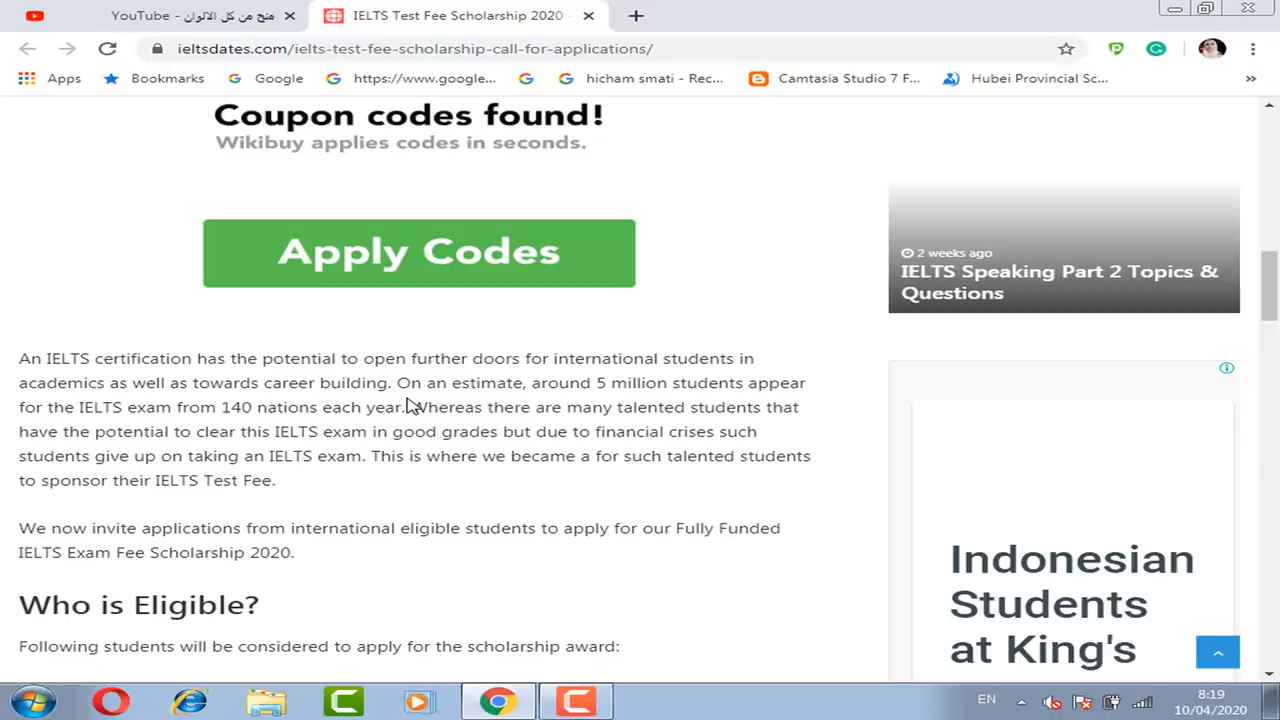 منح من كل الالوان - YouTube
IELTS Test Fee Scholarship 2020
ieltsdates.com/ielts-test-fee-scholarship-call-for-applications/
Apps Bookmarks Google https://www.google... hicham smati - Rec... Camtasia Studio 7 F... Hubei Provincial Sc... »
Coupon codes found!
Wikibuy applies codes in seconds.
Apply Codes
2 weeks ago
IELTS Speaking Part 2 Topics &
Questions
An IELTS certification has the potential to open further doors for international students in
academics as well as towards career building. On an estimate, around 5 million students appear
for the IELTS exam from 140 nations each year. Whereas there are many talented students that
have the potential to clear this IELTS exam in good grades but due to financial crises such
students give up on taking an IELTS exam. This is where we became a for such talented students
to sponsor their IELTS Test Fee.
We now invite applications from international eligible students to apply for our Fully Funded
IELTS Exam Fee Scholarship 2020.
Who is Eligible?
Following students will be considered to apply for the scholarship award:
Indonesian
Students
at King's
EN
8:19
10/04/2020